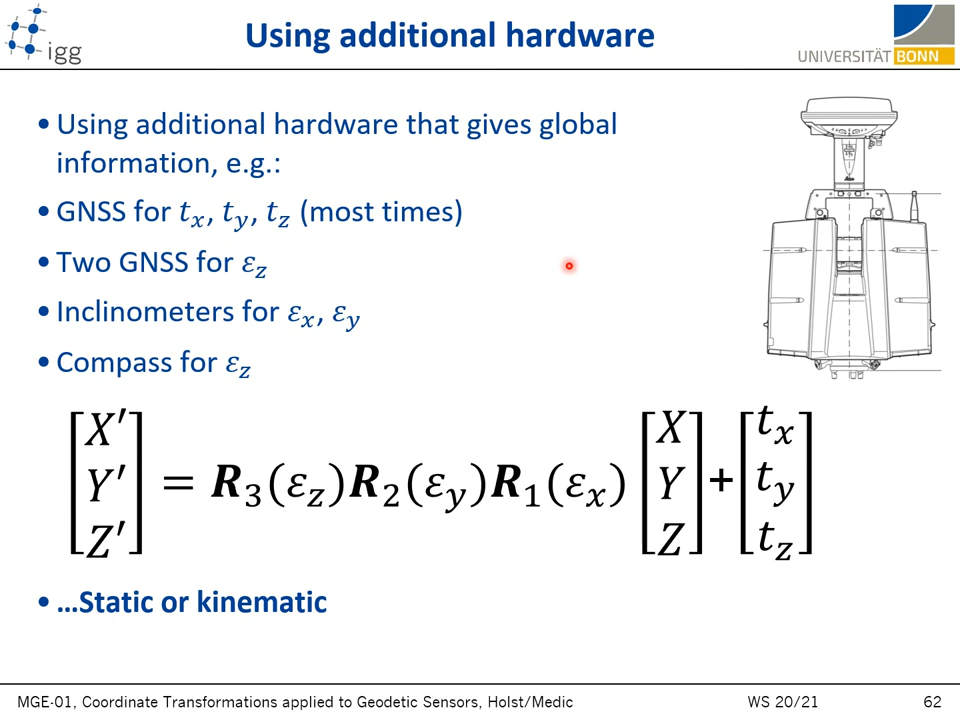 Using additional hardware
igg
UNIVERSITÄT BONN
• Using additional hardware that gives global
information, e.g.:
• GNSS for tₓ, t_y, t_z (most times)
• Two GNSS for ε_z
• Inclinometers for εₓ, ε_y
• Compass for ε_z
[X′ Y′ Z′] = R₃(ε_z)R₂(ε_y)R₁(εₓ) [X Y Z] + [tₓ t_y t_z]
• …Static or kinematic
MGE-01, Coordinate Transformations applied to Geodetic Sensors, Holst/Medic WS 20/21 62